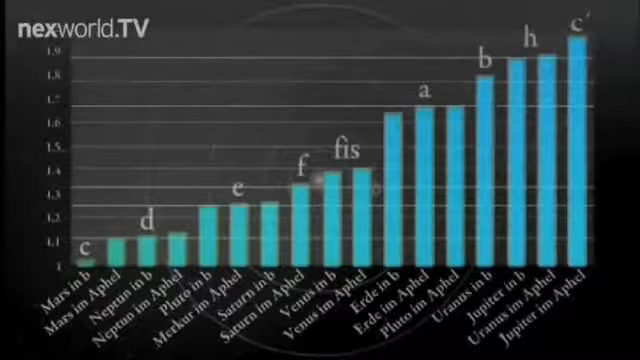 nexworld.TV
c'
h
b
a
fis
f
e
d
c
1.9
1.8
1.7
1.6
1.5
1.4
1.3
1.2
1.1
1
Mars in b
Mars im Aphel
Neptun in b
Neptun im Aphel
Pluto in b
Merkur im Aphel
Saturn in b
Saturn im Aphel
Venus in b
Venus im Aphel
Erde in b
Erde im Aphel
Pluto im Aphel
Uranus in b
Jupiter in b
Uranus im Aphel
Jupiter im Aphel